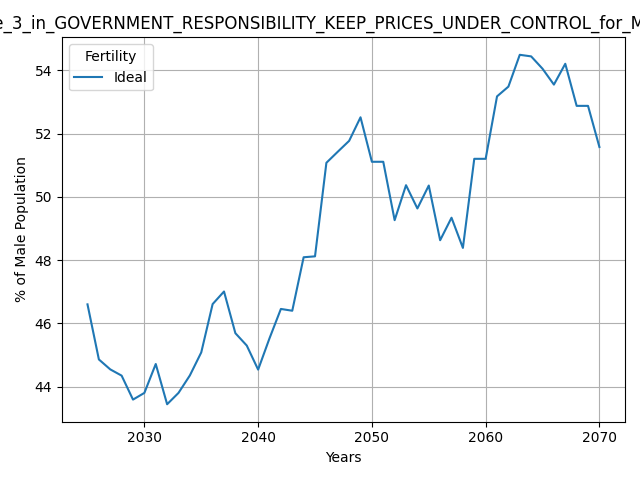 e_3_in_GOVERNMENT_RESPONSIBILITY_KEEP_PRICES_UNDER_CONTROL_for_M
Fertility
Ideal
54
52
50
48
46
44
% of Male Population
2030 2040 2050 2060 2070
Years